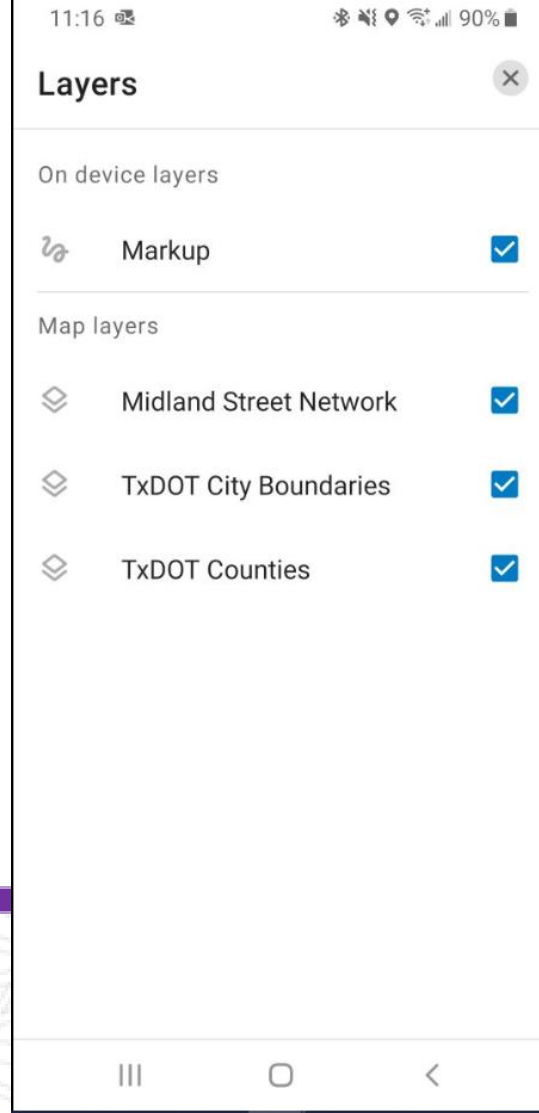 11:16 90%
Layers
On device layers
Markup
Map layers
Midland Street Network
TxDOT City Boundaries
TxDOT Counties